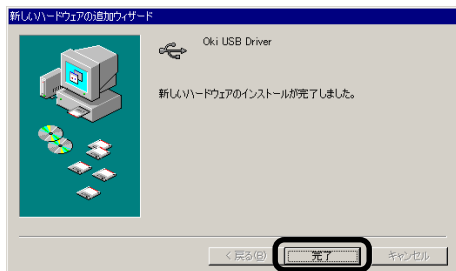 新しいハードウェアの追加ウィザード
Oki USB Driver
新しいハードウェアのインストールが完了しました。
< 戻る(B) 完了 キャンセル